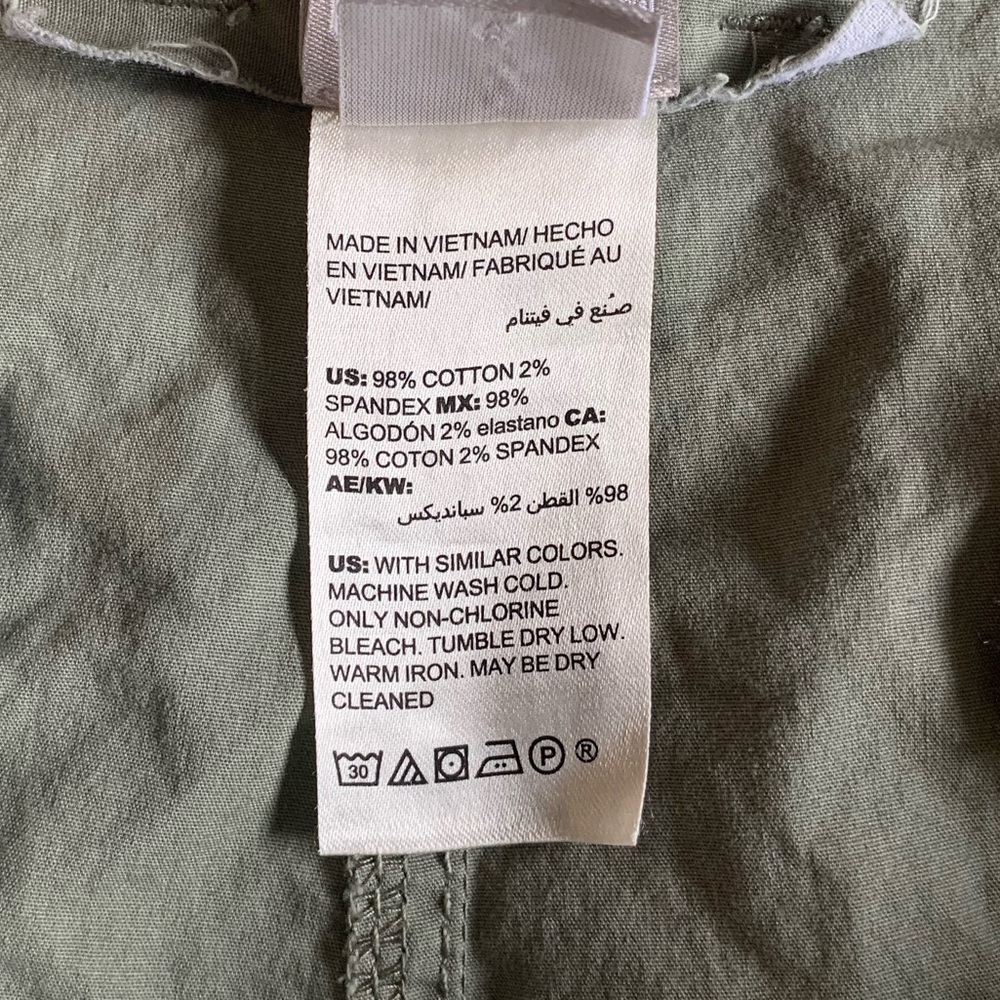 MADE IN VIETNAM/ HECHO
EN VIETNAM/ FABRIQUÉ AU
VIETNAM/
صُنع في فيتنام
US: 98% COTTON 2%
SPANDEX MX: 98%
ALGODÓN 2% elastano CA:
98% COTON 2% SPANDEX
AE/KW:
98% القطن 2% سبانديكس
US: WITH SIMILAR COLORS.
MACHINE WASH COLD.
ONLY NON-CHLORINE
BLEACH. TUMBLE DRY LOW.
WARM IRON. MAY BE DRY
CLEANED
30 P ®